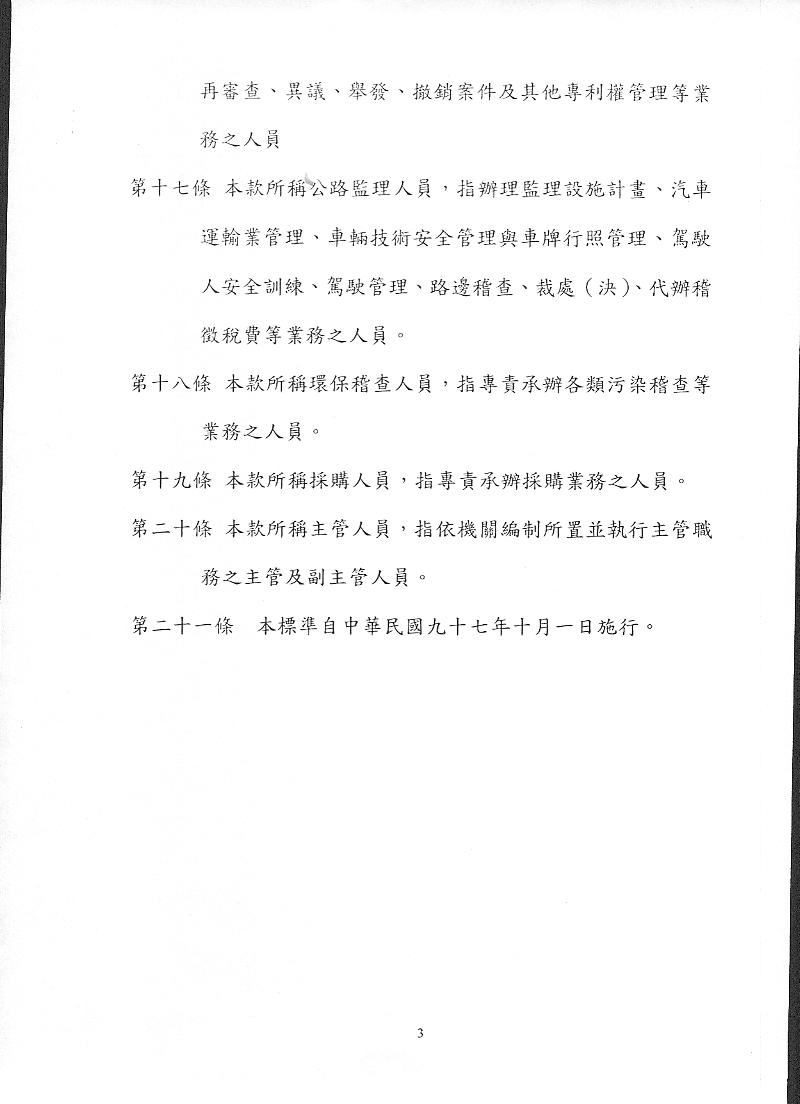 再審查、異議、舉發、撤銷案件及其他專利權管理等業
務之人員
第十七條 本款所稱公路監理人員，指辦理監理設施計畫、汽車
運輸業管理、車輛技術安全管理與車牌行照管理、駕駛
人安全訓練、駕駛管理、路邊稽查、裁處（決）、代辦稽
徵稅費等業務之人員。
第十八條 本款所稱環保稽查人員，指專責承辦各類污染稽查等
業務之人員。
第十九條 本款所稱採購人員，指專責承辦採購業務之人員。
第二十條 本款所稱主管人員，指依機關編制所置並執行主管職
務之主管及副主管人員。
第二十一條 本標準自中華民國九十七年十月一日施行。
3